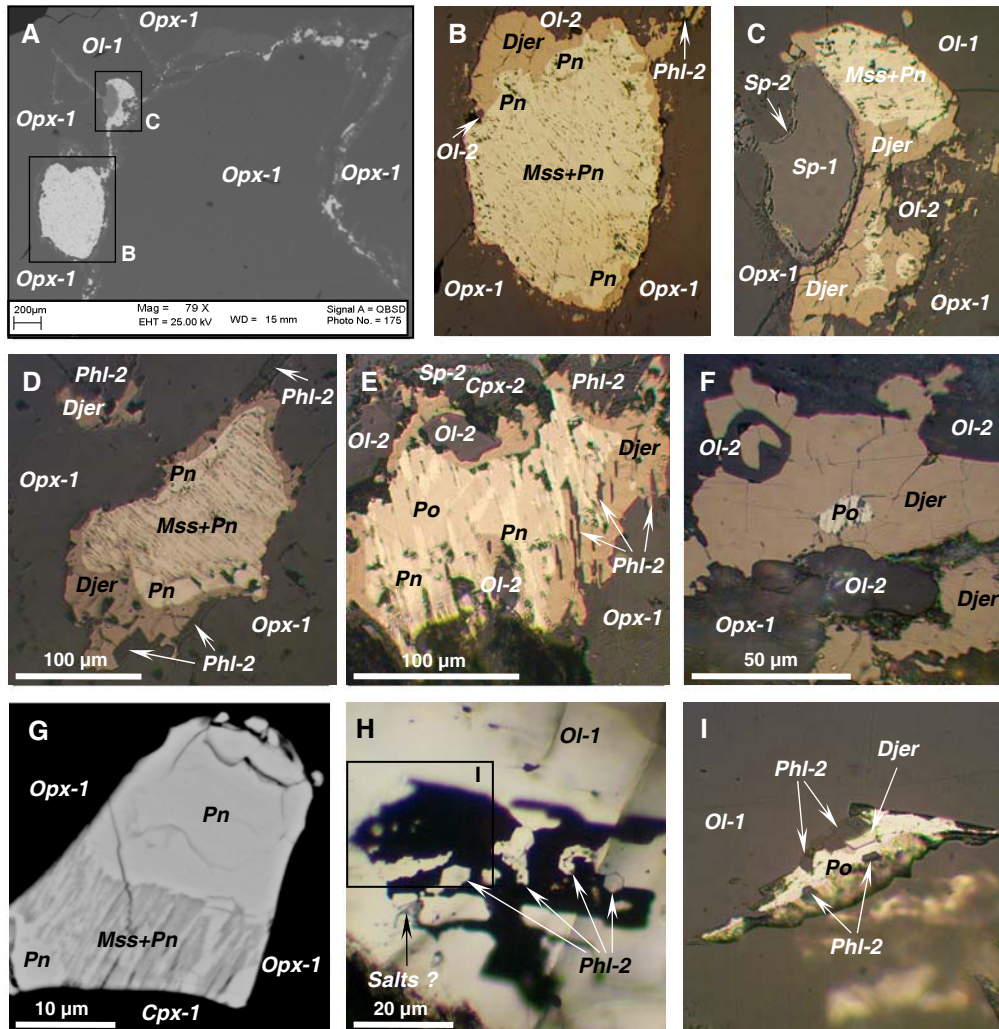 A
Opx-1
Ol-1
Opx-1
C
Opx-1
Opx-1
B
Opx-1
200µm
Mag = 79 X
EHT = 25.00 kV
WD = 15 mm
Signal A = QBSD
Photo No. = 175
B
Ol-2
Djer
Pn
Phl-2
Pn
Ol-2
Mss+Pn
Pn
Opx-1
Opx-1
C
Ol-1
Mss+Pn
Sp-2
Djer
Sp-1
Ol-2
Opx-1
Djer
Opx-1
D
Phl-2
Djer
Phl-2
Opx-1
Pn
Mss+Pn
Djer
Pn
Opx-1
Phl-2
100 µm
E
Sp-2
Cpx-2
Phl-2
Ol-2
Ol-2
Djer
Po
Pn
Phl-2
Pn
Ol-2
Opx-1
100 µm
F
Ol-2
Ol-2
Djer
Po
Ol-2
Djer
Opx-1
50 µm
G
Opx-1
Pn
Mss+Pn
Pn
Opx-1
Cpx-1
10 µm
H
Ol-1
I
Phl-2
Salts ?
20 µm
I
Djer
Phl-2
Ol-1
Po
Phl-2